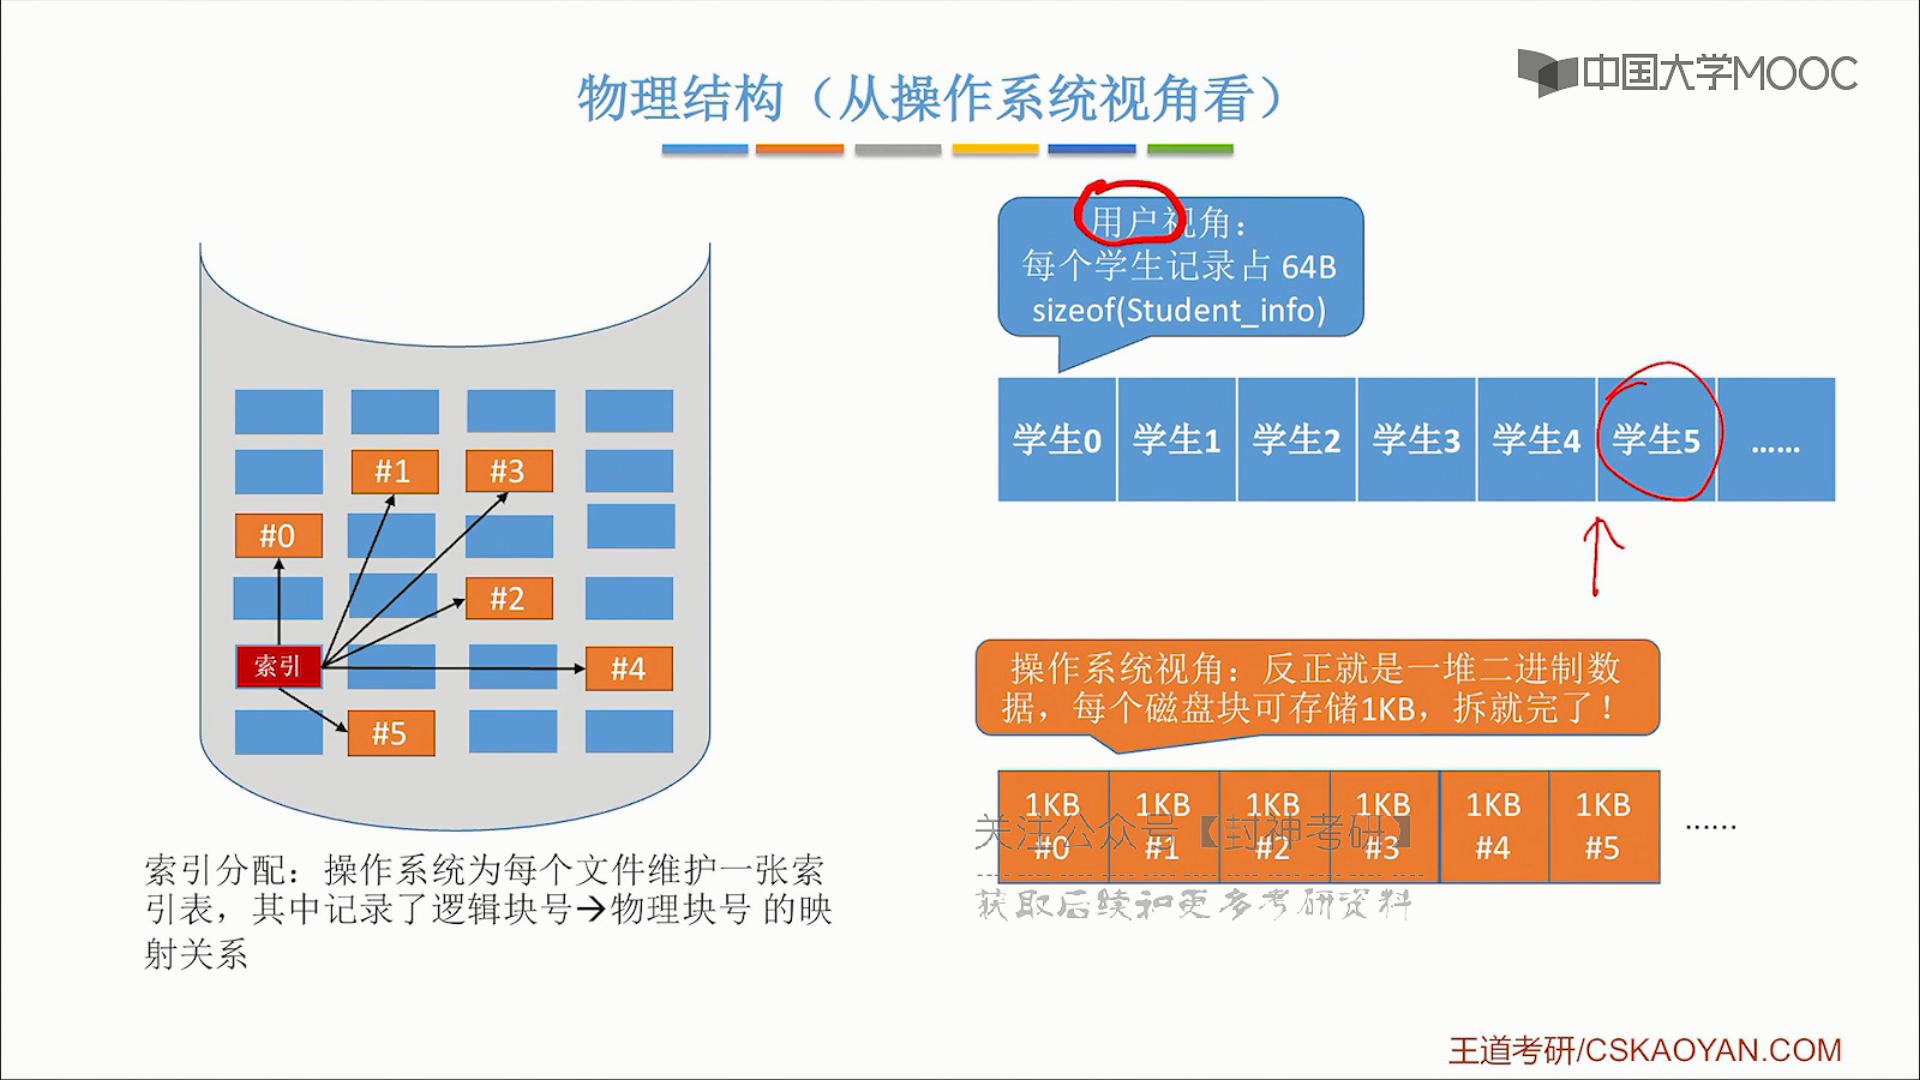 物理结构（从操作系统视角看）
中国大学MOOC
用户视角：
每个学生记录占 64B
sizeof(Student_info)
学生0 学生1 学生2 学生3 学生4 学生5 ……
#1 #3
#0
#2
索引
#4
#5
操作系统视角：反正就是一堆二进制数
据，每个磁盘块可存储1KB，拆就完了！
1KB 1KB 1KB 1KB 1KB 1KB
#0 #1 #2 #3 #4 #5
……
关注公众号【封神考研】
获取后续和更多考研资料
索引分配：操作系统为每个文件维护一张索
引表，其中记录了逻辑块号→物理块号 的映
射关系
王道考研/CSKAOYAN.COM